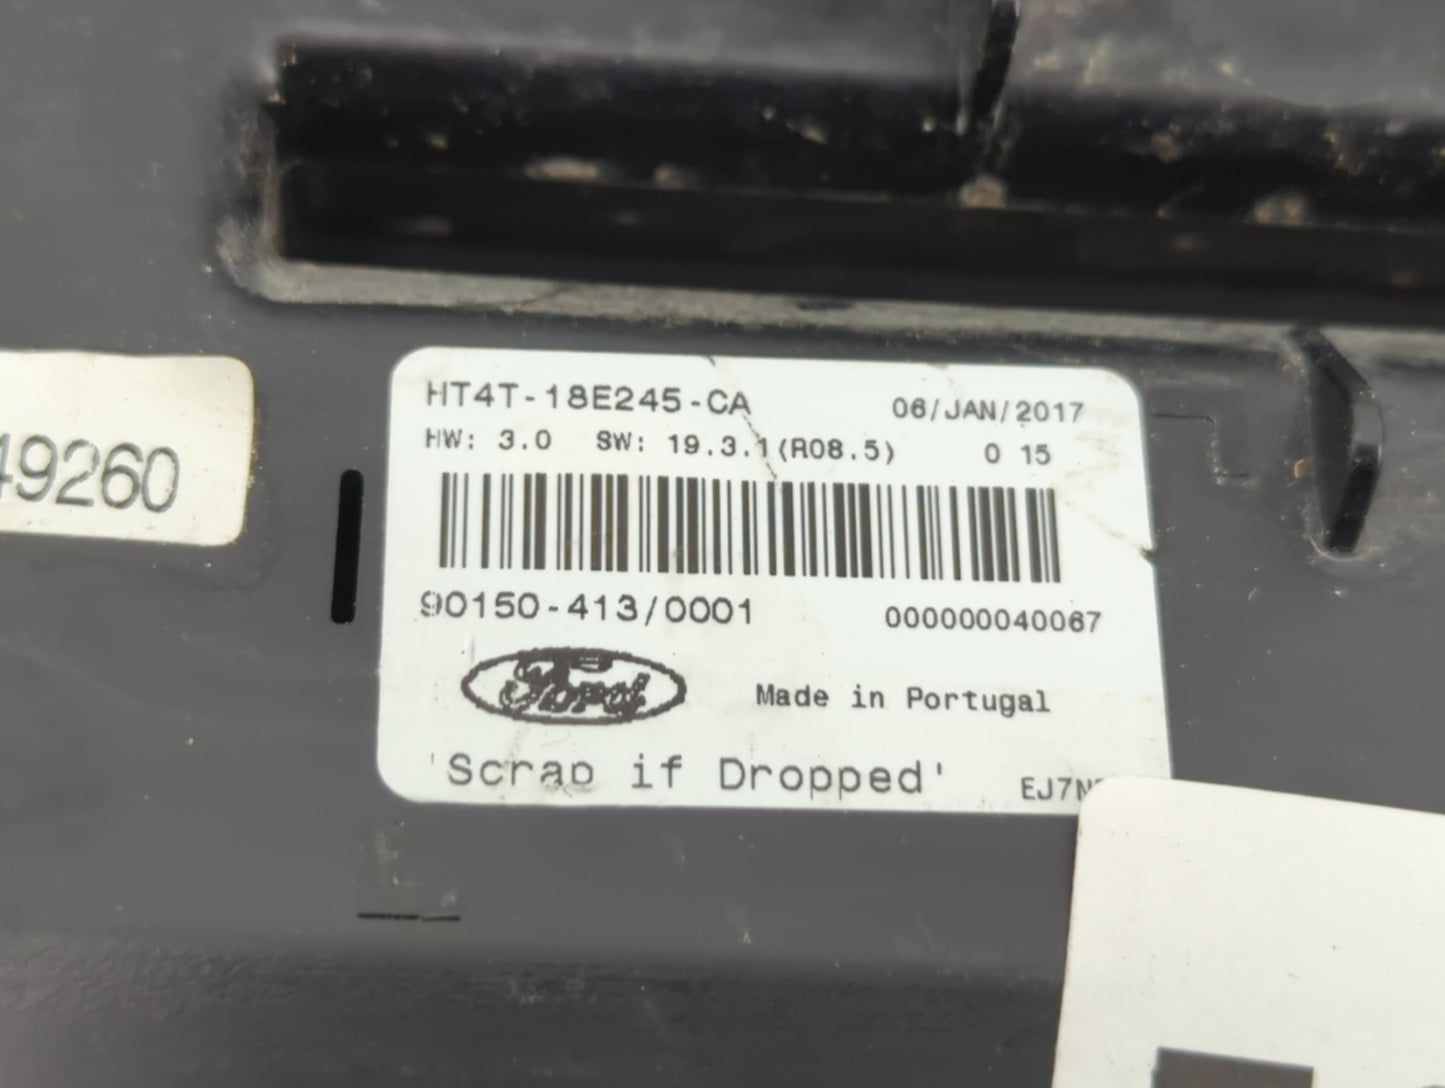 HT4T-18E245-CA 06/JAN/2017
HW: 3.0 SW: 19.3.1(R08.5) 0 15
49260
90150-413/0001 000000040067
Ford Made in Portugal
'Scrap if Dropped'